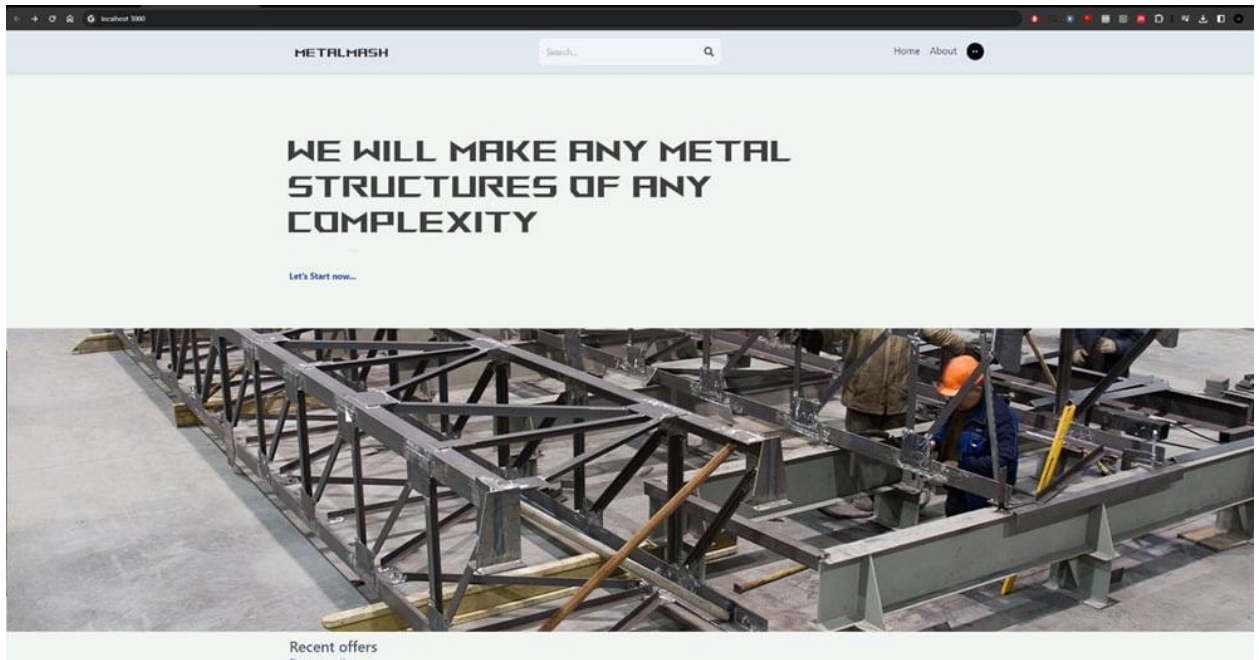 localhost 3000
METALMASH
Search...
Home About
WE WILL MAKE ANY METAL
STRUCTURES OF ANY
COMPLEXITY
Let's Start now...
Recent offers